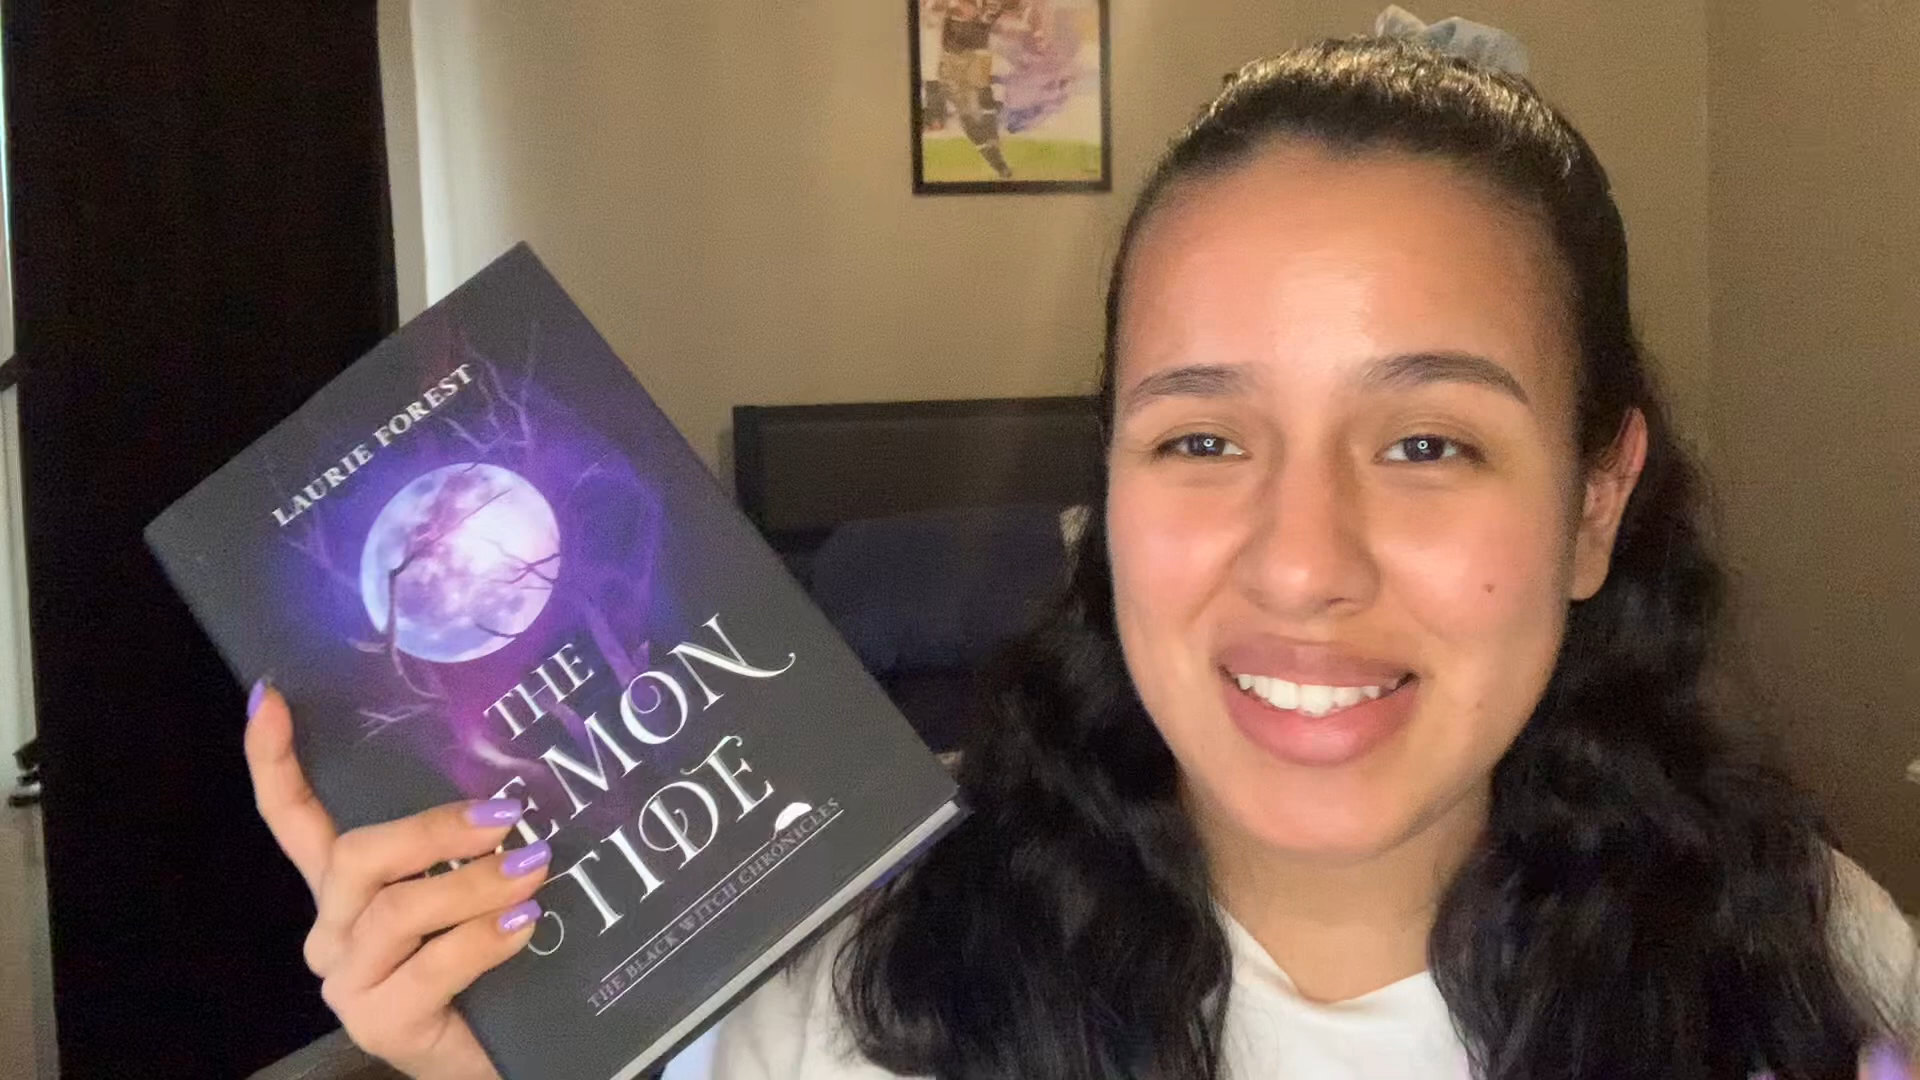 LAURIE FOREST
THE
EMON
TIDE
THE BLACK WITCH CHRONICLES